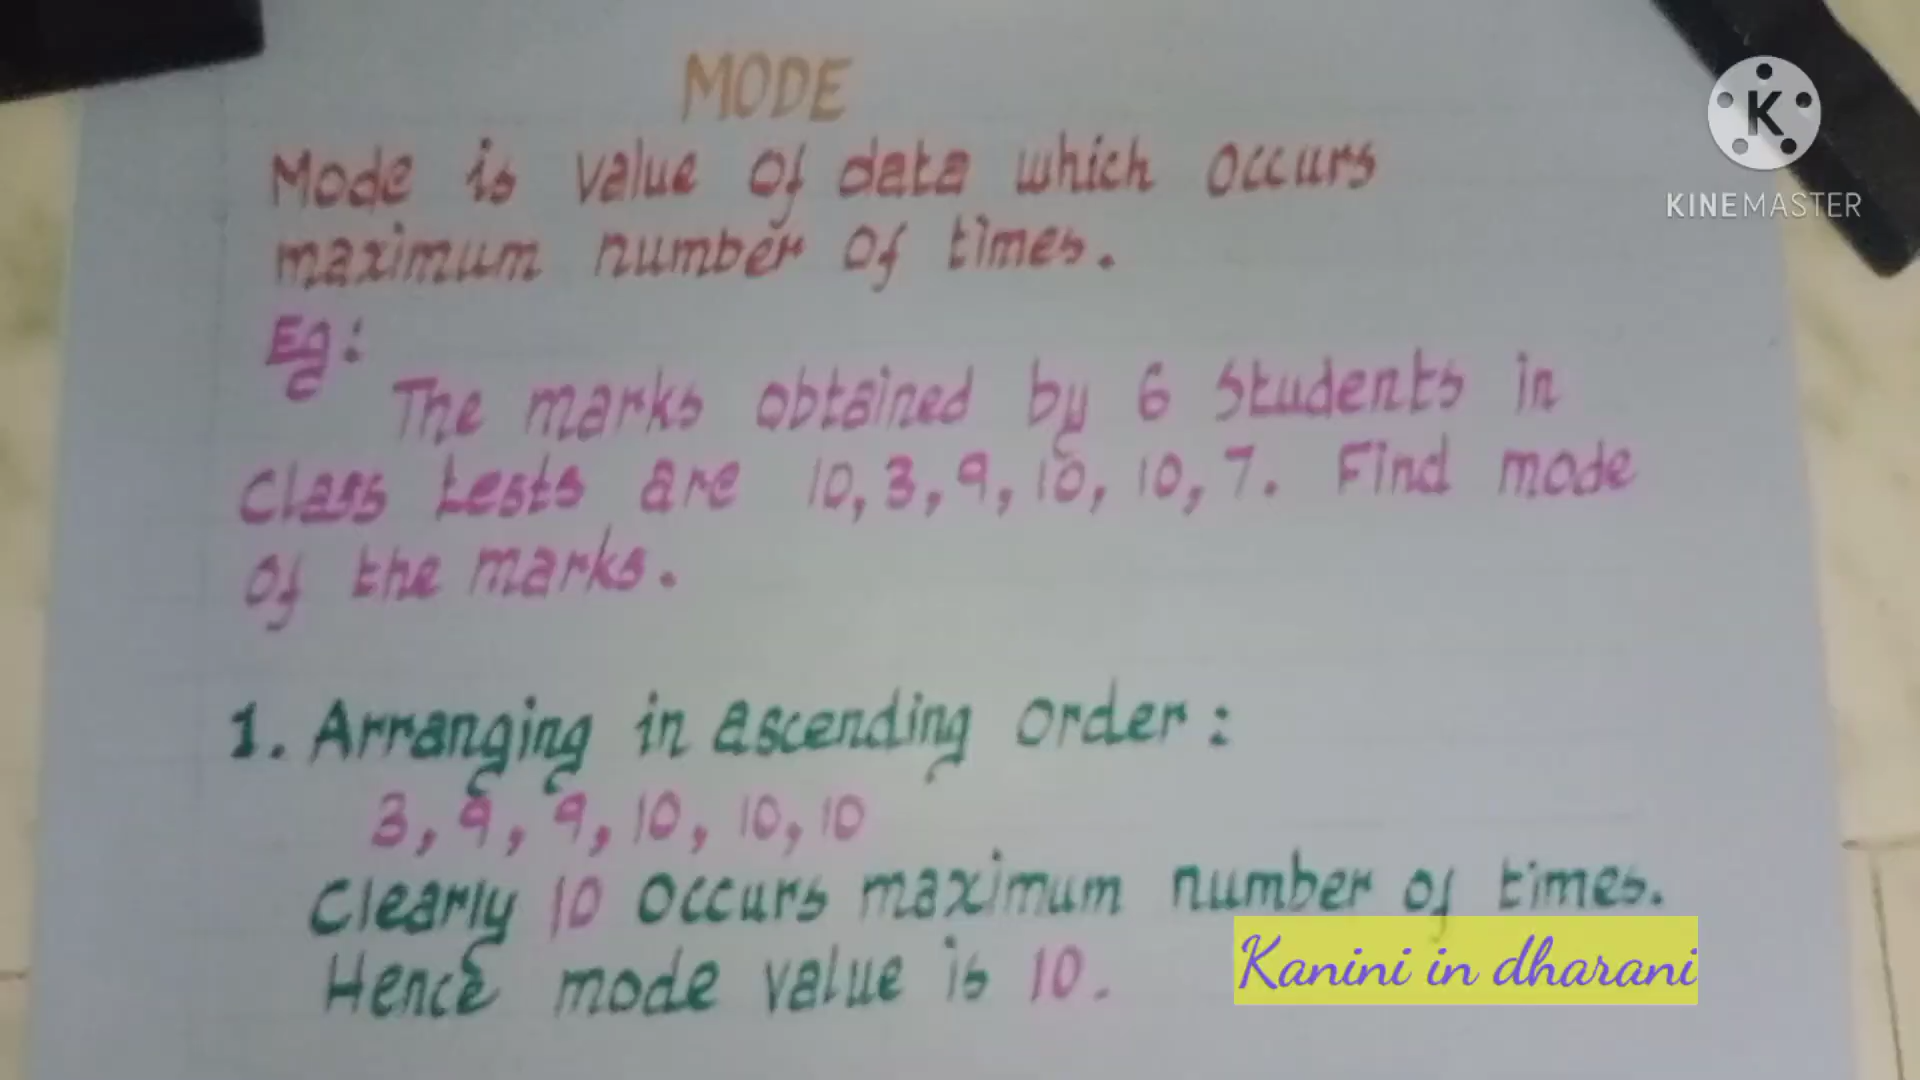 MODE
Mode is value of data which occurs
maximum number of times.
Eg:
The marks obtained by 6 students in
class tests are 10, 3, 9, 10, 10, 7. Find mode
of the marks.
1. Arranging in ascending order:
3, 9, 9, 10, 10, 10
Clearly 10 occurs maximum number of times.
Hence mode value is 10.
Kanini in dharani
K
KINEMASTER